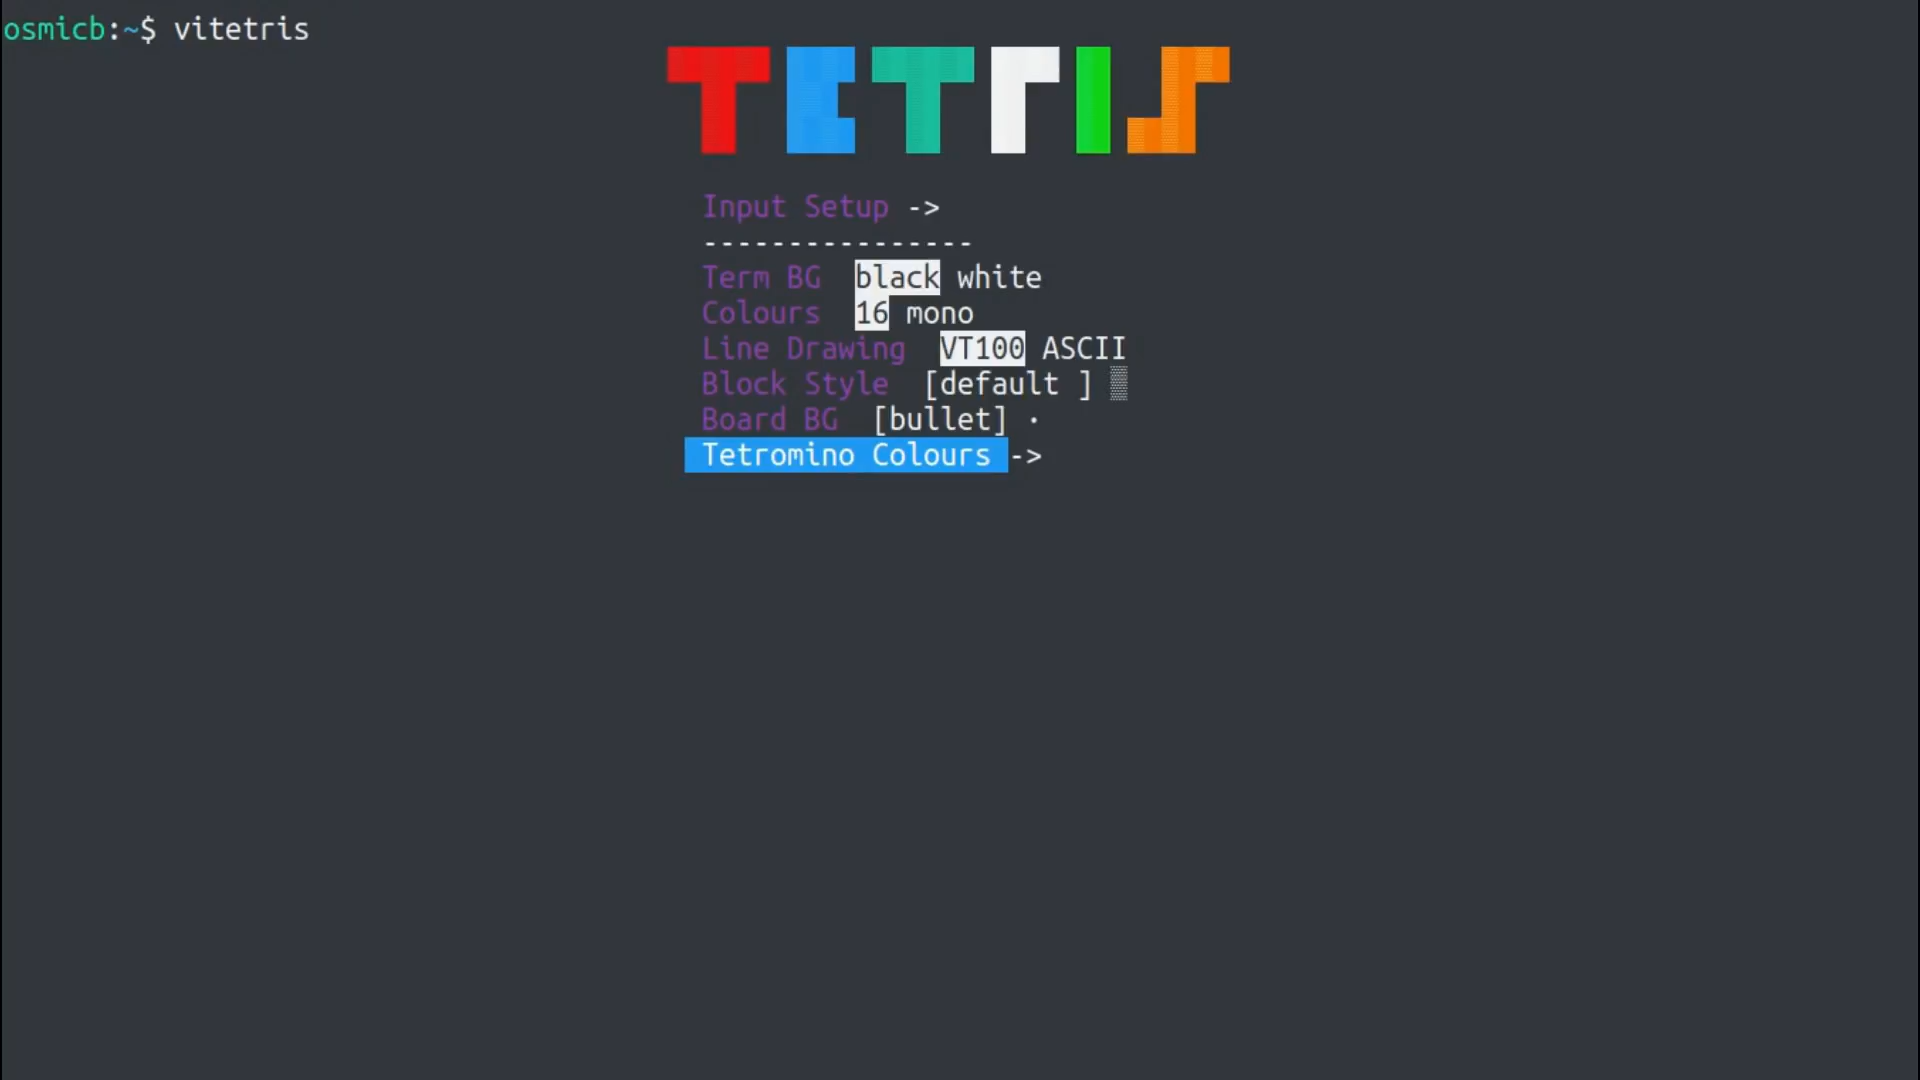 osmicb:~$ vitetris
TETRIS
Input Setup ->
----------------
Term BG  black white
Colours  16 mono
Line Drawing  VT100 ASCII
Block Style  [default ] ▒
Board BG  [bullet] ·
Tetromino Colours ->